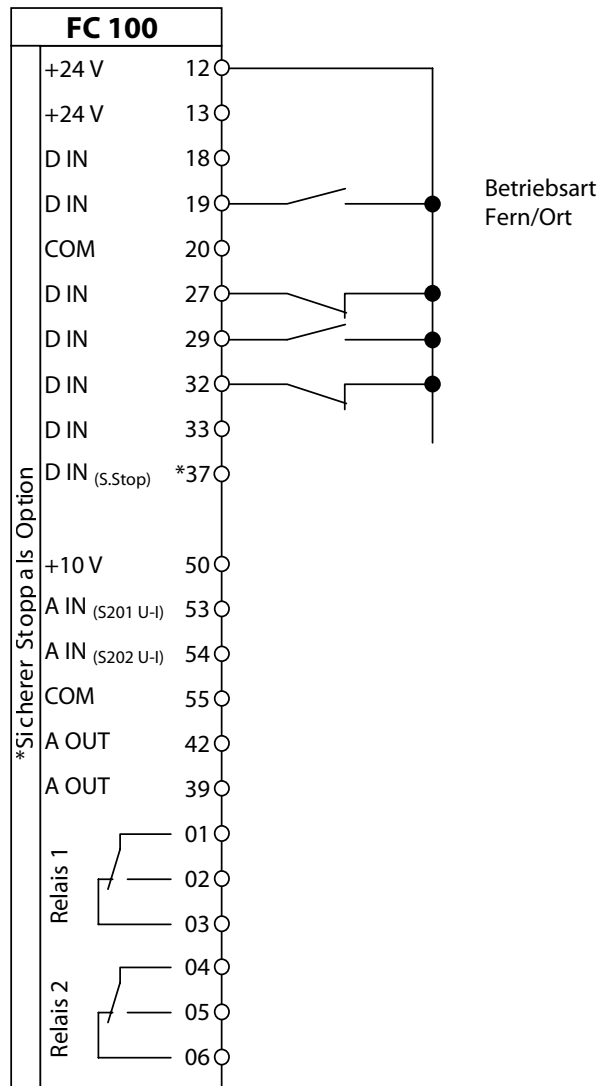 FC 100
+24 V 12
+24 V 13
D IN 18
D IN 19
Betriebsart
Fern/Ort
COM 20
D IN 27
D IN 29
D IN 32
D IN 33
D IN (S.Stop) *37
+10 V 50
A IN (S201 U-I) 53
A IN (S202 U-I) 54
COM 55
A OUT 42
A OUT 39
*Sicherer Stopp als Option
Relais 1
01
02
03
Relais 2
04
05
06